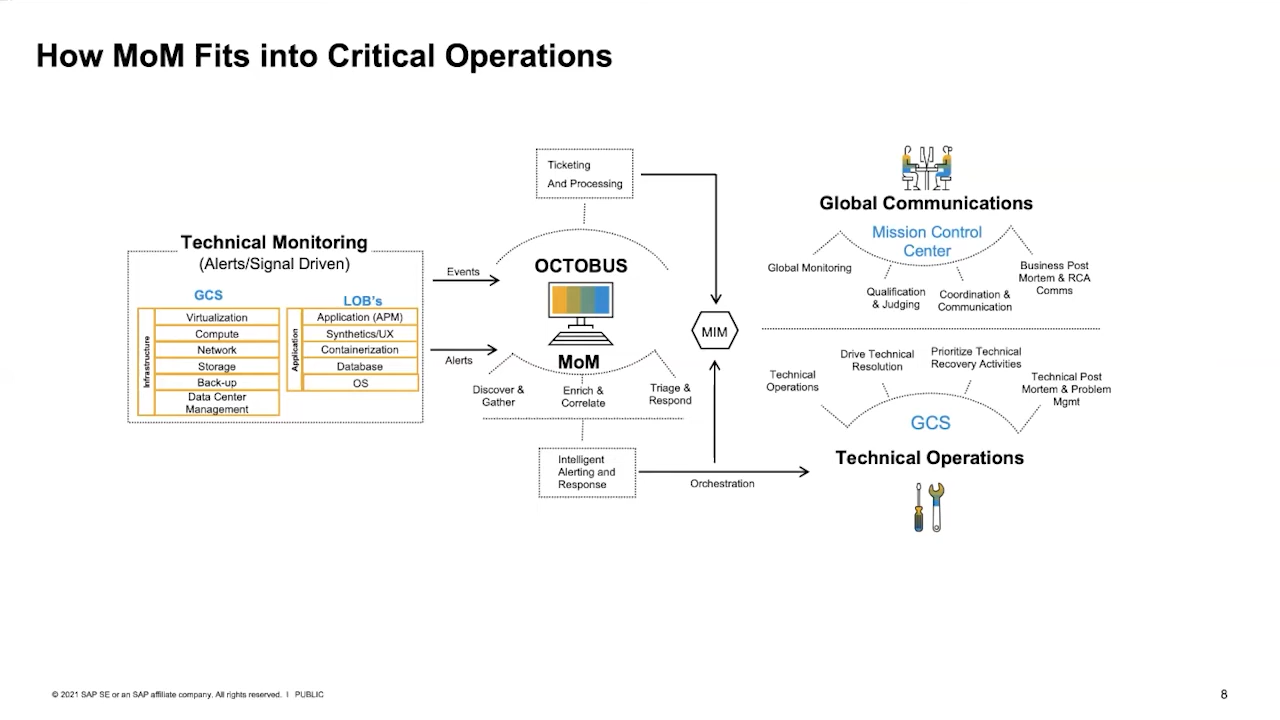 How MoM Fits into Critical Operations
Technical Monitoring
(Alerts/Signal Driven)
GCS
Infrastructure
Virtualization
Compute
Network
Storage
Back-up
Data Center
Management
LOB's
Application
Application (APM)
Synthetics/UX
Containerization
Database
OS
Events
Alerts
Ticketing
And Processing
OCTOBUS
MoM
Discover &
Gather
Enrich &
Correlate
Triage &
Respond
Intelligent
Alerting and
Response
Orchestration
MIM
Global Communications
Mission Control
Center
Global Monitoring
Qualification
& Judging
Coordination &
Communication
Business Post
Mortem & RCA
Comms
Technical
Operations
Drive Technical
Resolution
Prioritize Technical
Recovery Activities
Technical Post
Mortem & Problem
Mgmt
GCS
Technical Operations
© 2021 SAP SE or an SAP affiliate company. All rights reserved. I PUBLIC
8